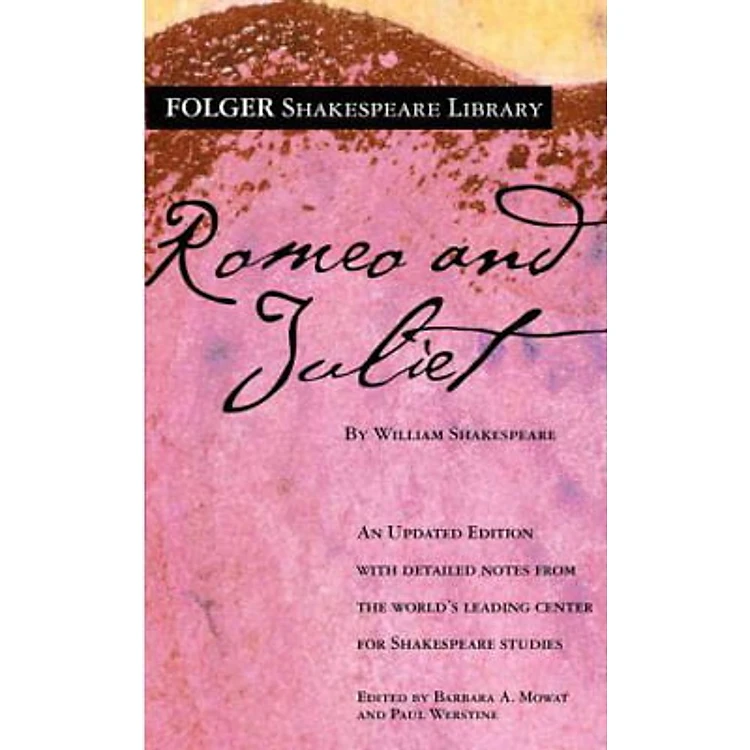 FOLGER SHAKESPEARE LIBRARY
Romeo and
Juliet
BY WILLIAM SHAKESPEARE
AN UPDATED EDITION
WITH DETAILED NOTES FROM
THE WORLD'S LEADING CENTER
FOR SHAKESPEARE STUDIES
EDITED BY BARBARA A. MOWAT
AND PAUL WERSTINE